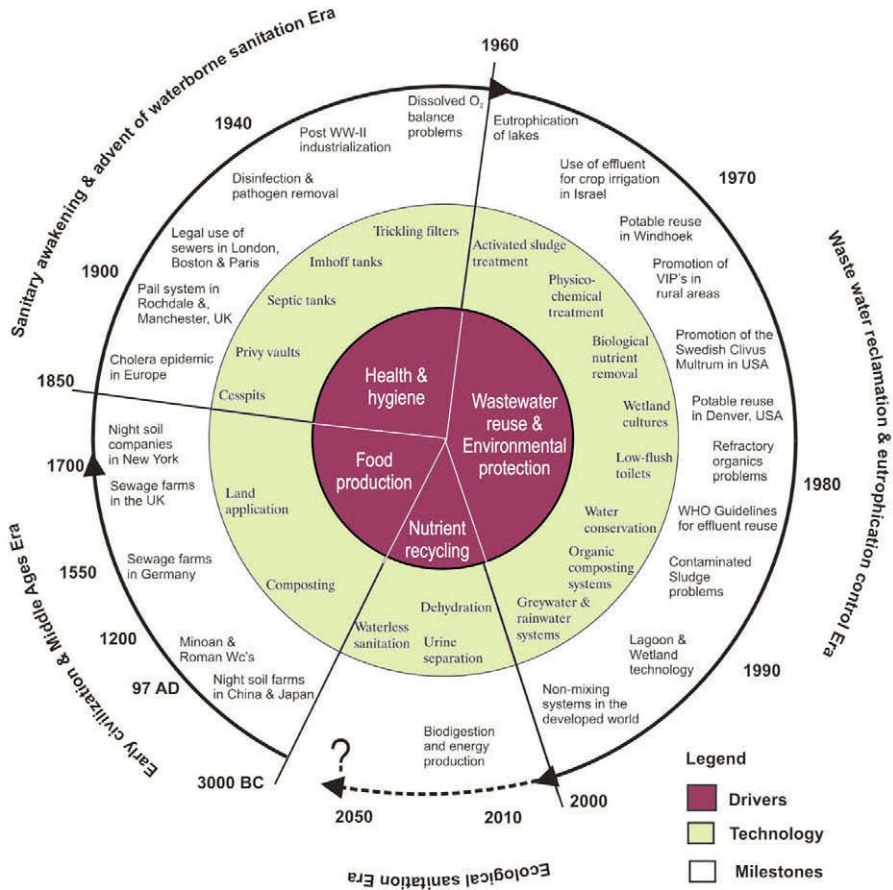 Sanitary awakening & advent of waterborne sanitation Era
Waste water reclamation & eutrophication control Era
Ecological sanitation Era
Early civilization & Middle Ages Era
3000 BC
97 AD
1200
1550
1700
1850
1900
1940
1960
1970
1980
1990
2000
2010
2050
?
Night soil farms
in China & Japan
Minoan &
Roman Wc's
Sewage farms
in Germany
Sewage farms
in the UK
Night soil
companies
in New York
Cholera epidemic
in Europe
Pail system in
Rochdale &,
Manchester, UK
Legal use of
sewers in London,
Boston & Paris
Disinfection &
pathogen removal
Post WW-II
industrialization
Dissolved O₂
balance
problems
Eutrophication
of lakes
Use of effluent
for crop irrigation
in Israel
Potable reuse
in Windhoek
Promotion of
VIP's in
rural areas
Promotion of the
Swedish Clivus
Multrum in USA
Potable reuse
in Denver, USA
Refractory
organics
problems
WHO Guidelines
for effluent reuse
Contaminated
Sludge
problems
Lagoon &
Wetland
technology
Non-mixing
systems in the
developed world
Biodigestion
and energy
production
Composting
Land
application
Cesspits
Privy vaults
Septic tanks
Imhoff tanks
Trickling filters
Activated sludge
treatment
Physico-
chemical
treatment
Biological
nutrient
removal
Wetland
cultures
Low-flush
toilets
Water
conservation
Organic
composting
systems
Greywater &
rainwater
systems
Dehydration
Urine
separation
Waterless
sanitation
Health &
hygiene
Wastewater
reuse &
Environmental
protection
Food
production
Nutrient
recycling
Legend
Drivers
Technology
Milestones